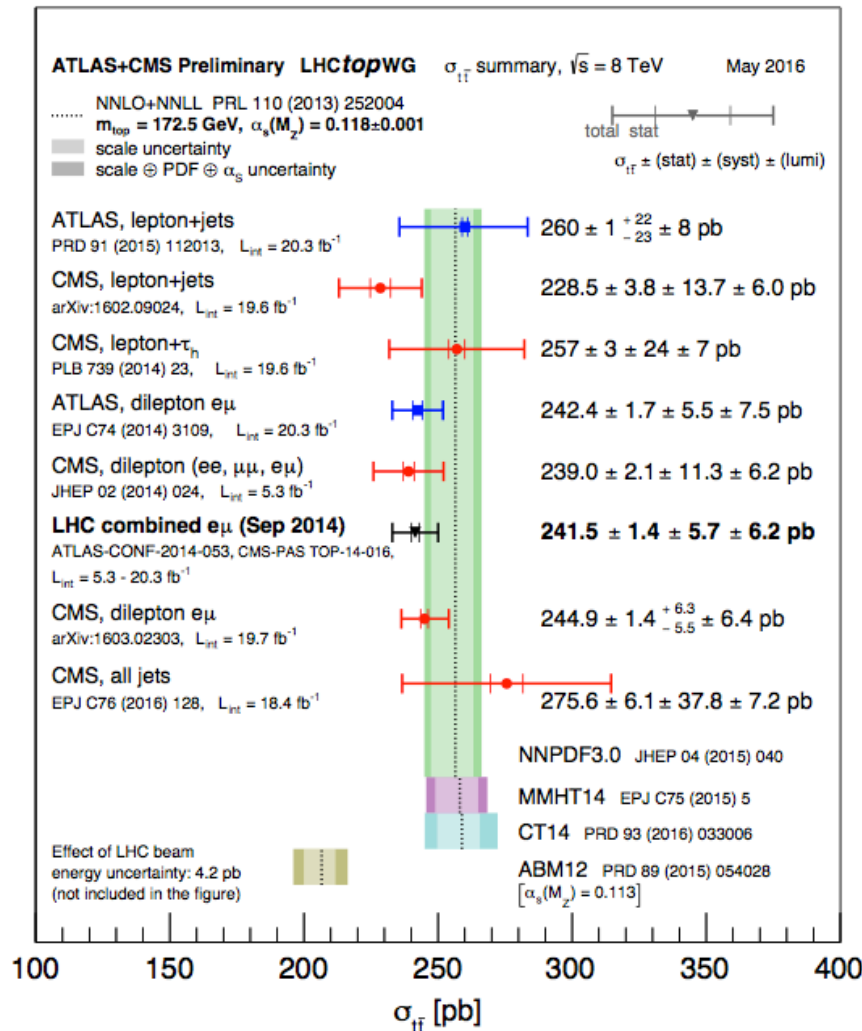 ATLAS+CMS Preliminary LHCtopWG σtt̄ summary, √s = 8 TeV May 2016
NNLO+NNLL PRL 110 (2013) 252004
mtop = 172.5 GeV, αs(MZ) = 0.118±0.001
scale uncertainty
scale ⊕ PDF ⊕ αS uncertainty
total stat
σtt̄ ± (stat) ± (syst) ± (lumi)
ATLAS, lepton+jets 260 ± 1 +22 −23 ± 8 pb
PRD 91 (2015) 112013, Lint = 20.3 fb-1
CMS, lepton+jets 228.5 ± 3.8 ± 13.7 ± 6.0 pb
arXiv:1602.09024, Lint = 19.6 fb-1
CMS, lepton+τh 257 ± 3 ± 24 ± 7 pb
PLB 739 (2014) 23, Lint = 19.6 fb-1
ATLAS, dilepton eμ 242.4 ± 1.7 ± 5.5 ± 7.5 pb
EPJ C74 (2014) 3109, Lint = 20.3 fb-1
CMS, dilepton (ee, μμ, eμ) 239.0 ± 2.1 ± 11.3 ± 6.2 pb
JHEP 02 (2014) 024, Lint = 5.3 fb-1
LHC combined eμ (Sep 2014) 241.5 ± 1.4 ± 5.7 ± 6.2 pb
ATLAS-CONF-2014-053, CMS-PAS TOP-14-016,
Lint = 5.3 - 20.3 fb-1
CMS, dilepton eμ 244.9 ± 1.4 +6.3 −5.5 ± 6.4 pb
arXiv:1603.02303, Lint = 19.7 fb-1
CMS, all jets 275.6 ± 6.1 ± 37.8 ± 7.2 pb
EPJ C76 (2016) 128, Lint = 18.4 fb-1
NNPDF3.0 JHEP 04 (2015) 040
MMHT14 EPJ C75 (2015) 5
CT14 PRD 93 (2016) 033006
ABM12 PRD 89 (2015) 054028
[αs(MZ) = 0.113]
Effect of LHC beam
energy uncertainty: 4.2 pb
(not included in the figure)
100 150 200 250 300 350 400
σtt̄ [pb]